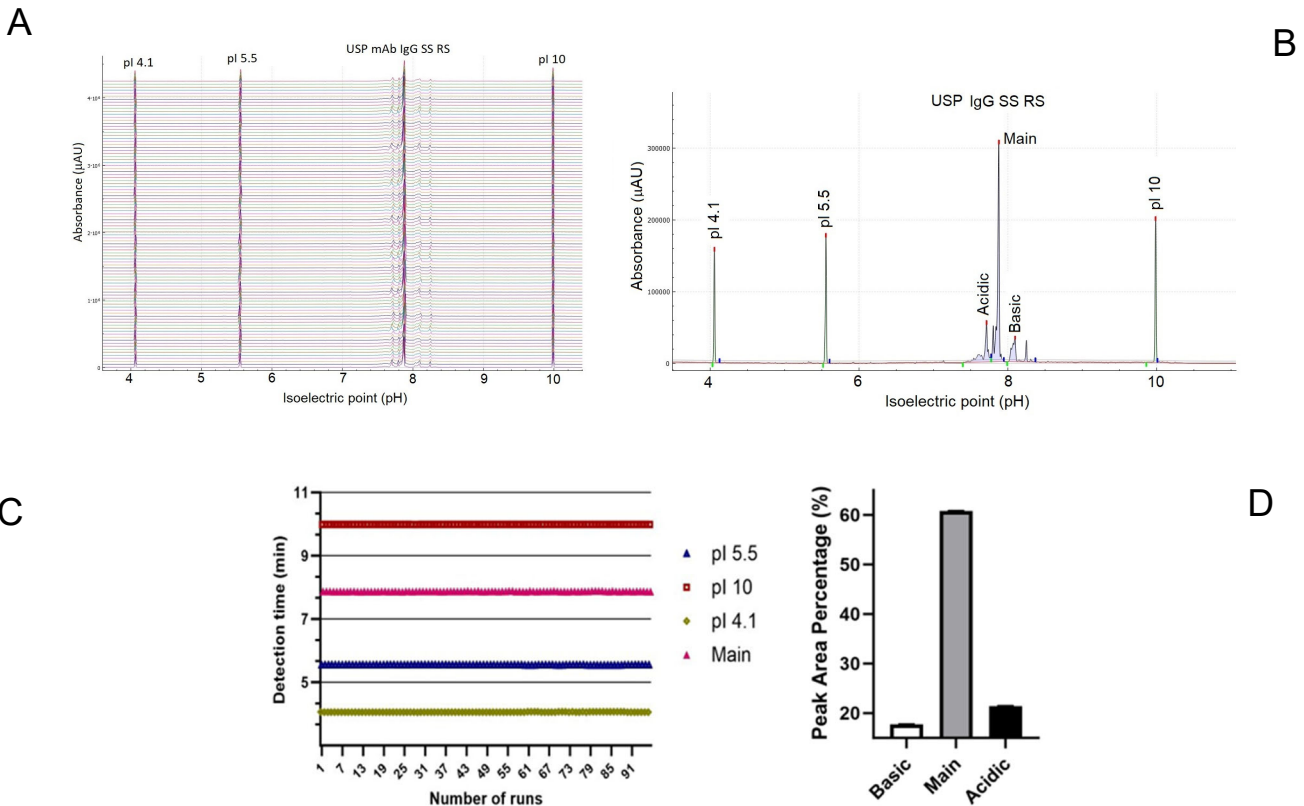 A
pI 4.1
pI 5.5
USP mAb IgG SS RS
pI 10
Absorbance (µAU)
0
4 5 6 7 8 9 10
Isoelectric point (pH)
B
USP IgG SS RS
Main
pI 4.1
pI 5.5
Acidic
Basic
pI 10
Absorbance (µAU)
300000
200000
100000
0
4 6 8 10
Isoelectric point (pH)
C
11
9
7
5
Detection time (min)
1 7 13 19 25 31 37 43 49 55 61 67 73 79 85 91
Number of runs
pI 5.5
pI 10
pI 4.1
Main
D
Peak Area Percentage (%)
60
50
40
30
20
Basic
Main
Acidic